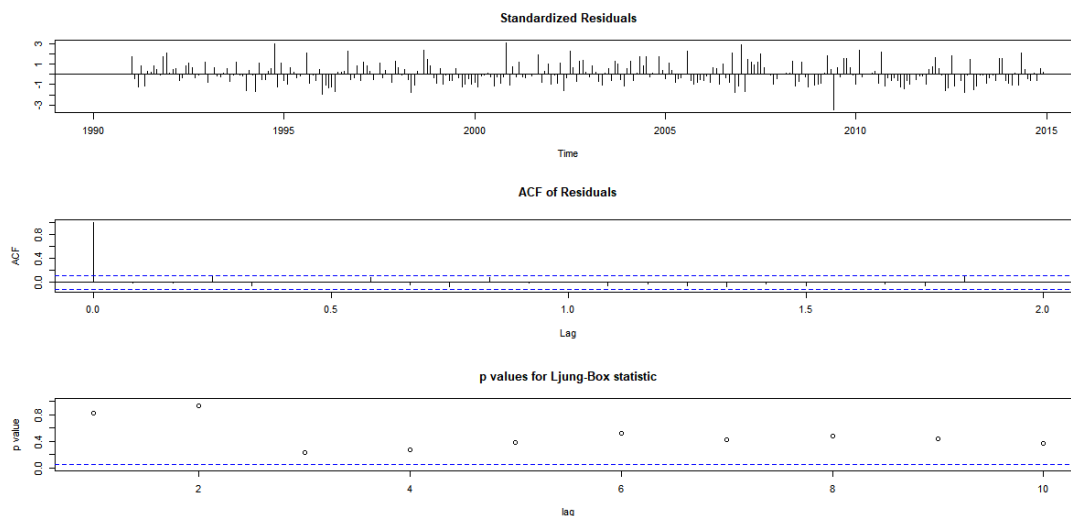 Standardized Residuals
3
1
-1
-3
1990 1995 2000 2005 2010 2015
Time
ACF of Residuals
ACF
0.8
0.4
0.0
0.0 0.5 1.0 1.5 2.0
Lag
p values for Ljung-Box statistic
p value
0.8
0.4
0.0
2 4 6 8 10
lag